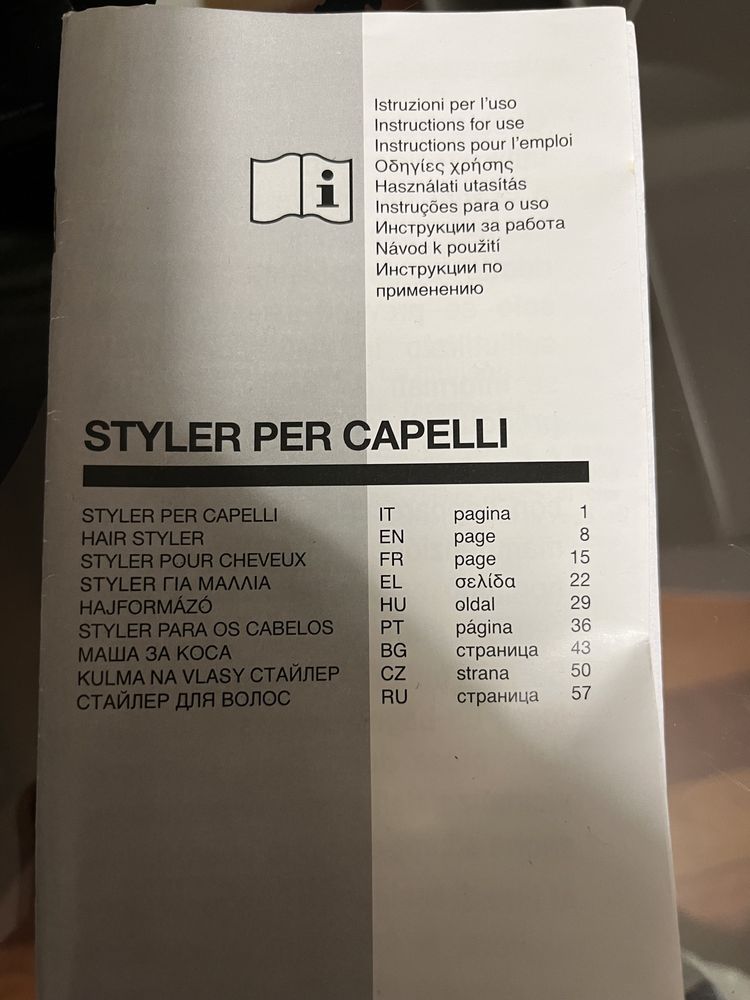 Istruzioni per l'uso
Instructions for use
Instructions pour l'emploi
Οδηγίες χρήσης
Használati utasítás
Instruções para o uso
Инструкции за работа
Návod k použití
Инструкции по
применению
STYLER PER CAPELLI
STYLER PER CAPELLI IT pagina 1
HAIR STYLER EN page 8
STYLER POUR CHEVEUX FR page 15
STYLER ΓΙΑ ΜΑΛΛΙΑ EL σελίδα 22
HAJFORMÁZÓ HU oldal 29
STYLER PARA OS CABELOS PT página 36
МАША ЗА КОСА BG страница 43
KULMA NA VLASY СТАЙЛЕР CZ strana 50
СТАЙЛЕР ДЛЯ ВОЛОС RU страница 57